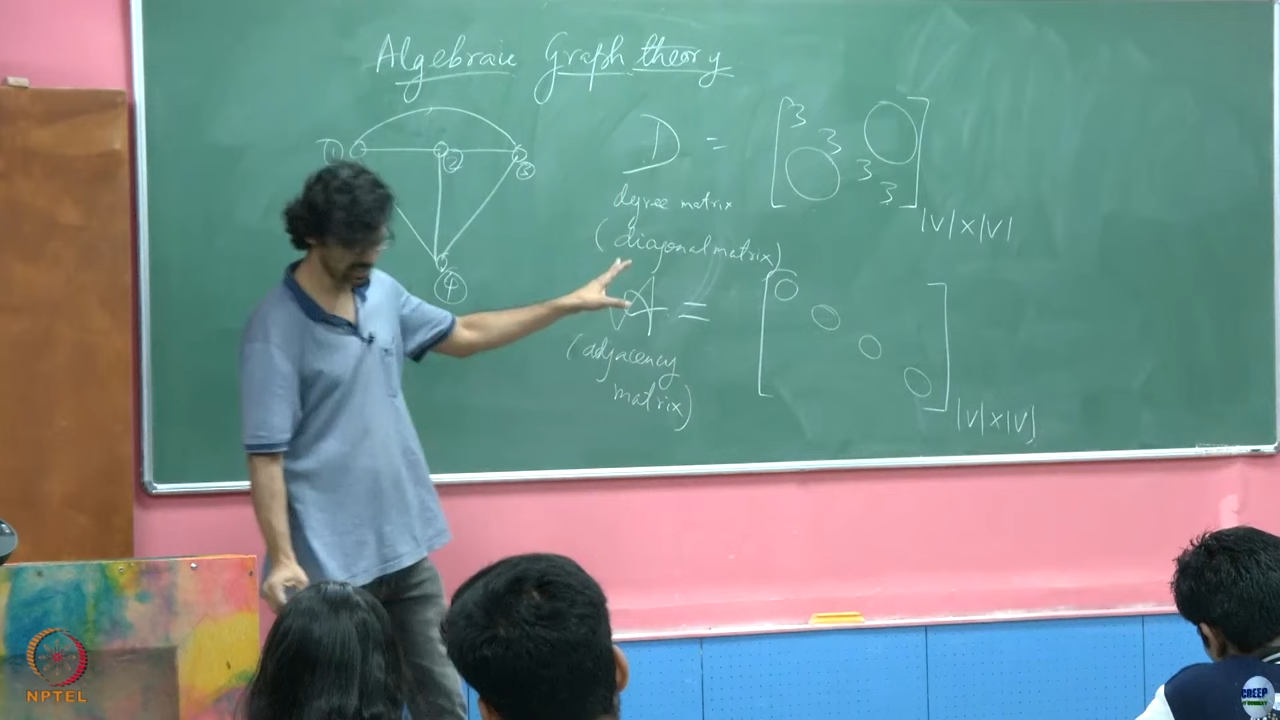 Algebraic Graph theory
1
2
3
4
D = [3 3 3 3] |V|x|V|
degree matrix
(diagonal matrix)
A = [0 0 0 0] |V|x|V|
(adjacency
matrix)
NPTEL